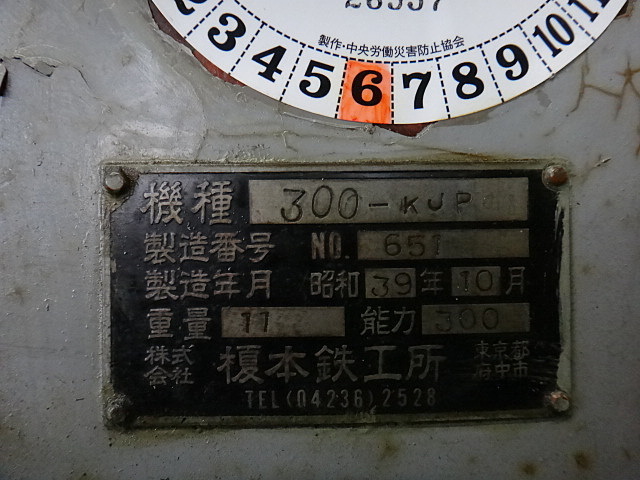 製作・中央労働災害防止協会
3 4 5 6 7 8 9 10 11
機種 300-KJP
製造番号 NO. 651
製造年月 昭和 39 年 10 月
重量 11 能力 300
株式会社 榎本鉄工所 東京都府中市
TEL(04236)2528